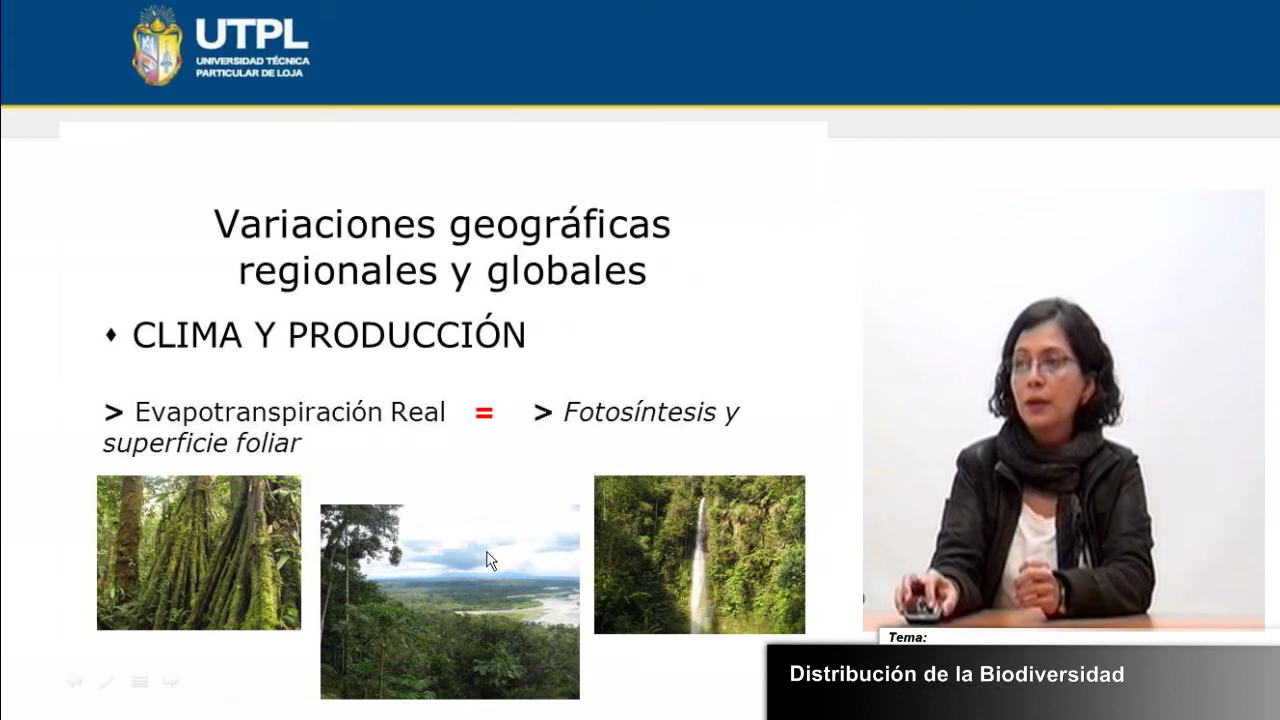 UTPL
UNIVERSIDAD TÉCNICA
PARTICULAR DE LOJA
Variaciones geográficas
regionales y globales
♦ CLIMA Y PRODUCCIÓN
> Evapotranspiración Real = > Fotosíntesis y
superficie foliar
Tema:
Distribución de la Biodiversidad